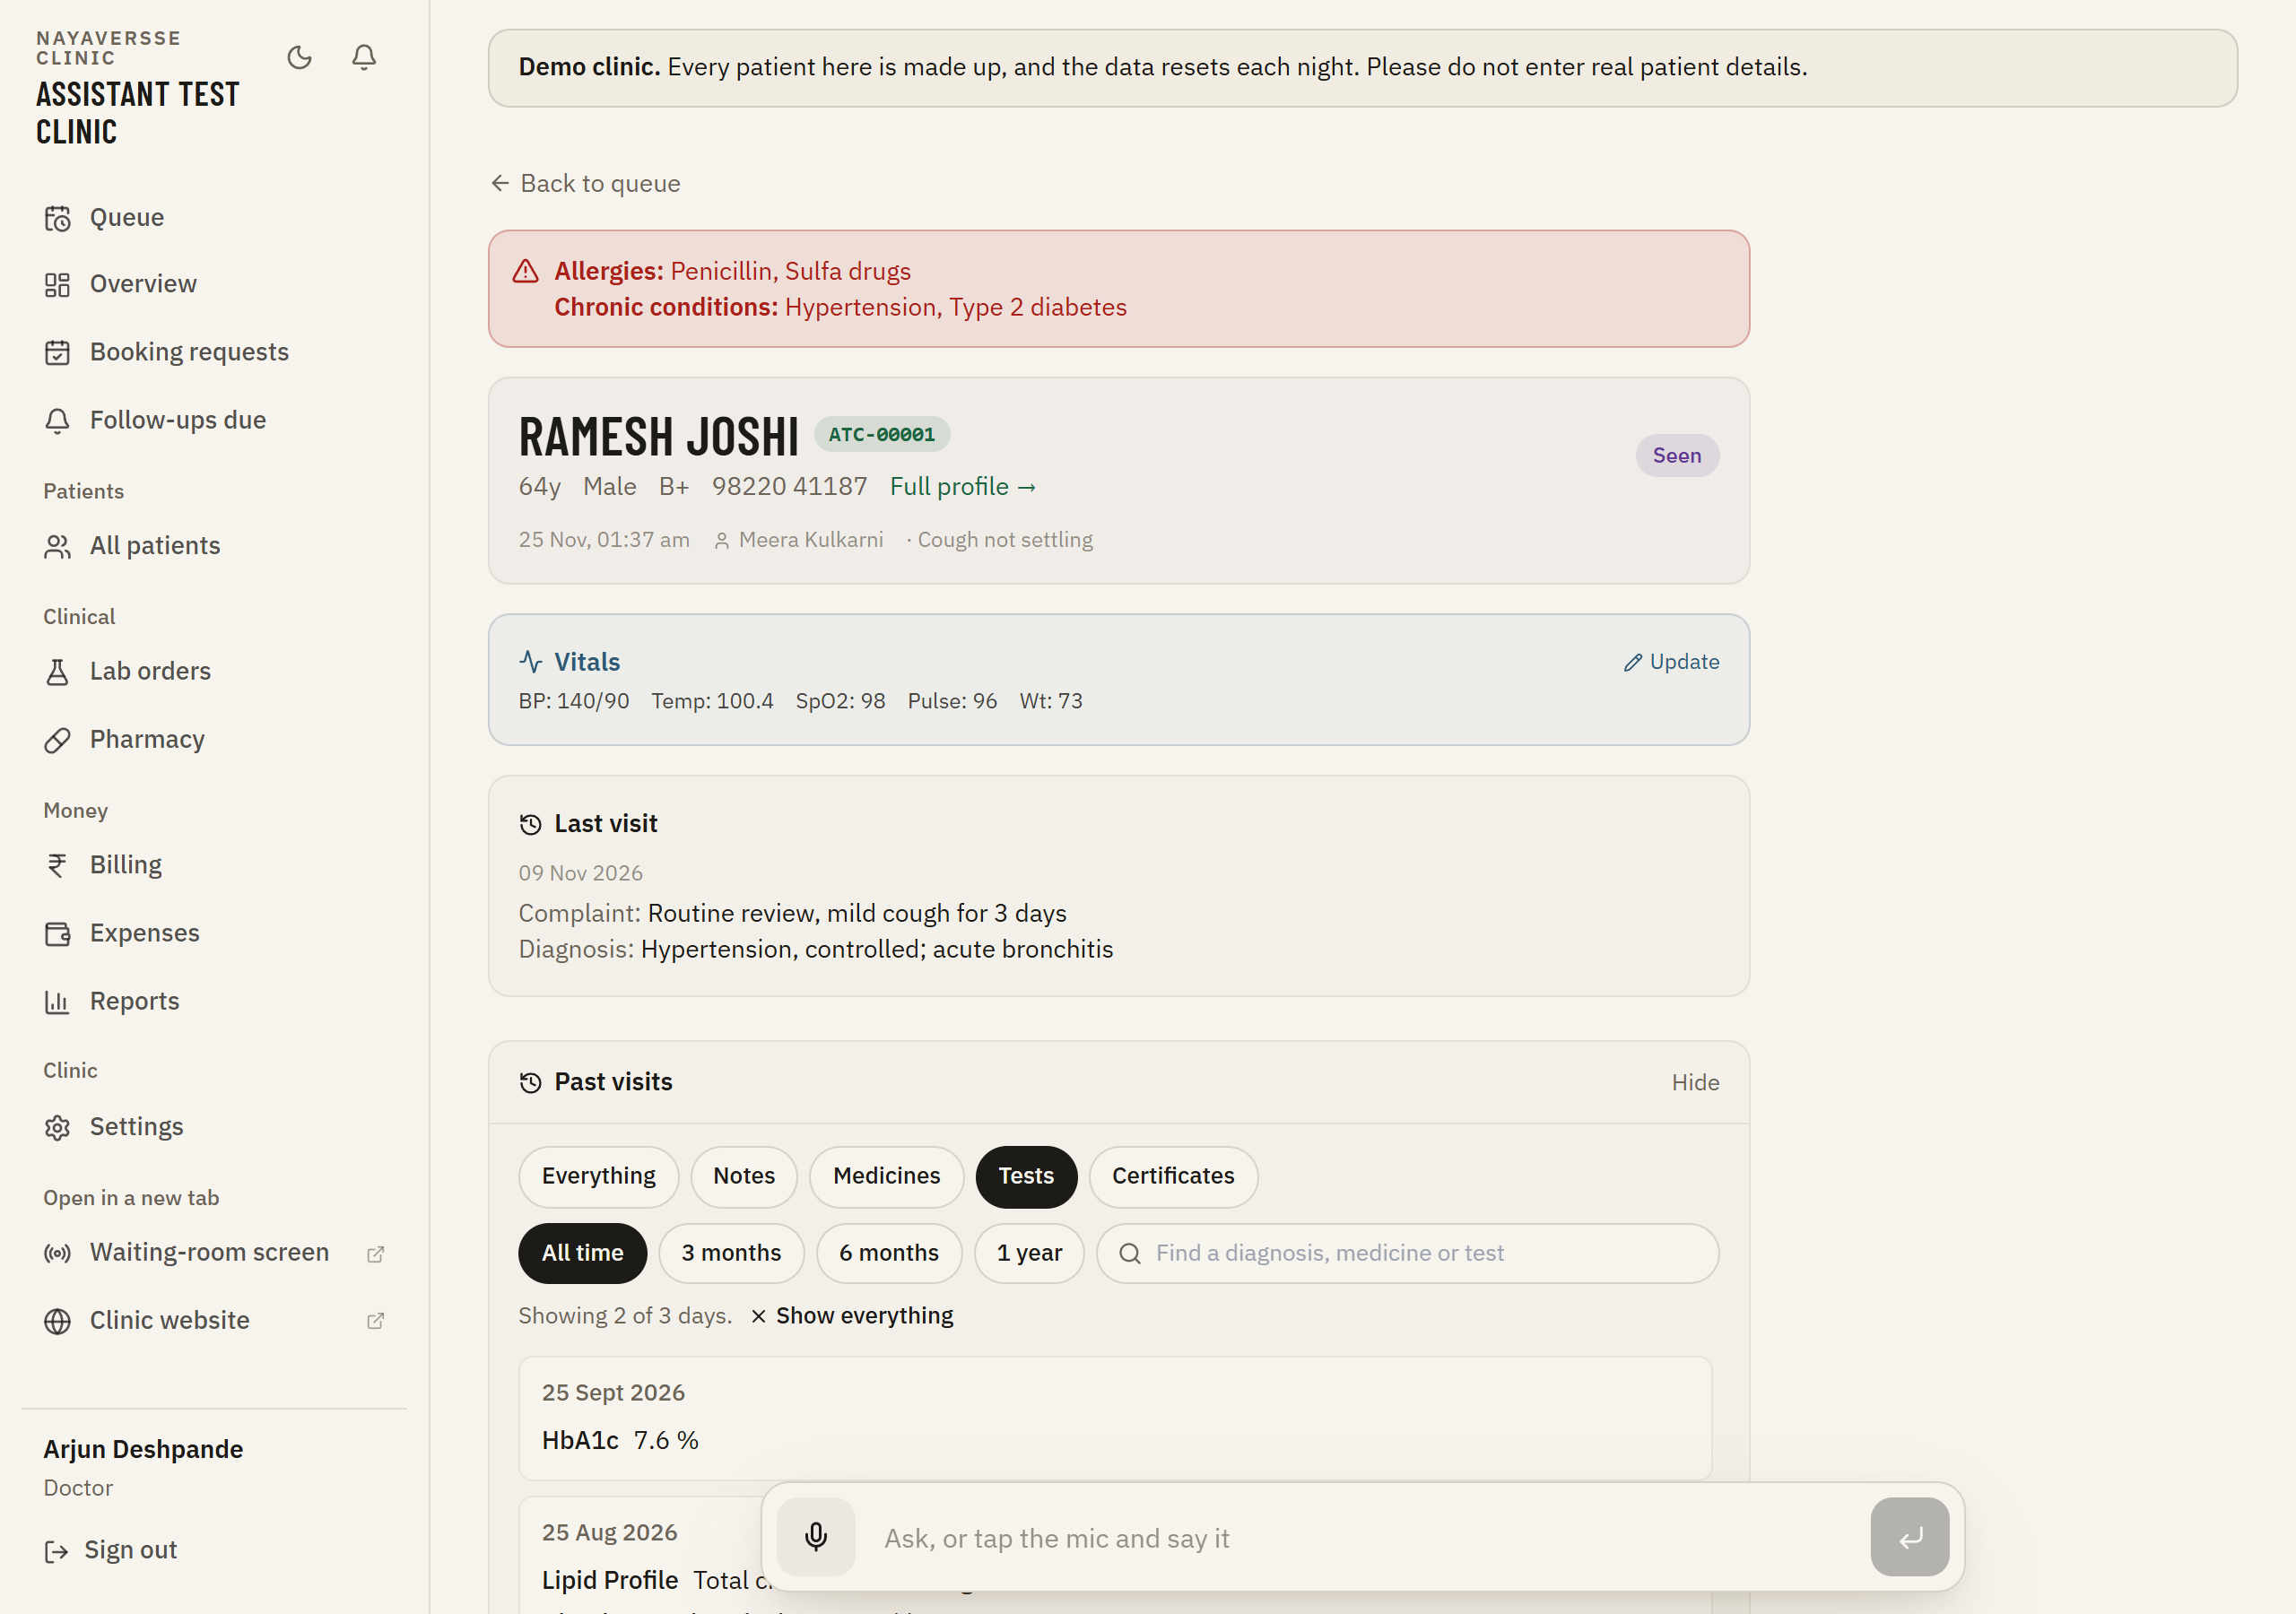 NAYAVERSSE
CLINIC
ASSISTANT TEST
CLINIC
Queue
Overview
Booking requests
Follow-ups due
Patients
All patients
Clinical
Lab orders
Pharmacy
Money
Billing
Expenses
Reports
Clinic
Settings
Open in a new tab
Waiting-room screen
Clinic website
Arjun Deshpande
Doctor
Sign out
Demo clinic. Every patient here is made up, and the data resets each night. Please do not enter real patient details.
← Back to queue
Allergies: Penicillin, Sulfa drugs
Chronic conditions: Hypertension, Type 2 diabetes
RAMESH JOSHI ATC-00001
Seen
64y Male B+ 98220 41187 Full profile →
25 Nov, 01:37 am Meera Kulkarni · Cough not settling
Vitals Update
BP: 140/90 Temp: 100.4 SpO2: 98 Pulse: 96 Wt: 73
Last visit
09 Nov 2026
Complaint: Routine review, mild cough for 3 days
Diagnosis: Hypertension, controlled; acute bronchitis
Past visits Hide
Everything Notes Medicines Tests Certificates
All time 3 months 6 months 1 year Find a diagnosis, medicine or test
Showing 2 of 3 days. × Show everything
25 Sept 2026
HbA1c 7.6 %
25 Aug 2026
Lipid Profile Total
Ask, or tap the mic and say it